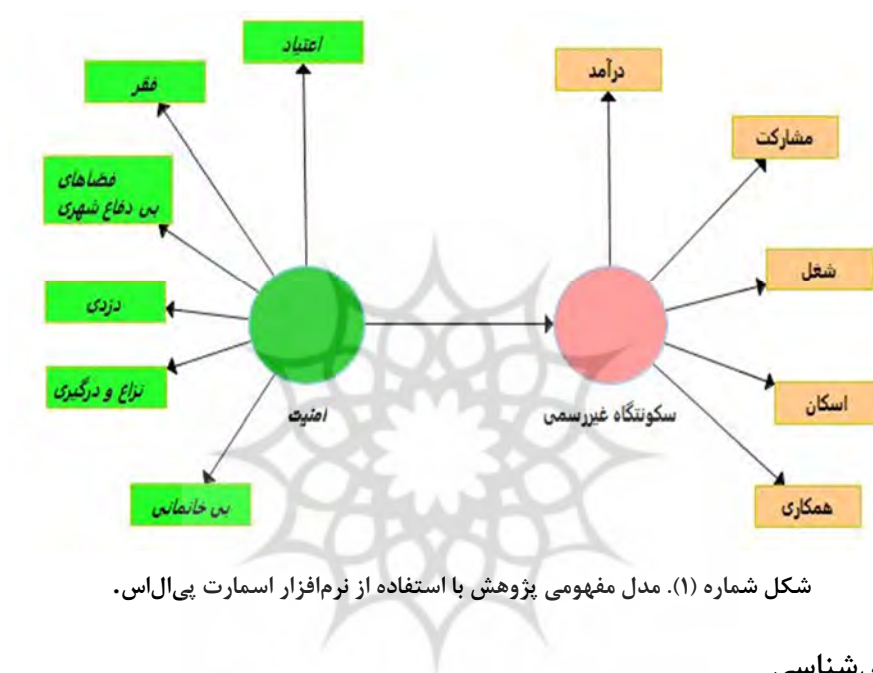 اعتیاد
درآمد
فقر
مشارکت
فضاهای
بی دفاع شهری
شغل
دزدی
نزاع و درگیری
اسکان
امنیت
سکونتگاه غیررسمی
بی خانمانی
همکاری
شکل شماره (۱). مدل مفهومی پژوهش با استفاده از نرم‌افزار اسمارت پی‌ال‌اس.